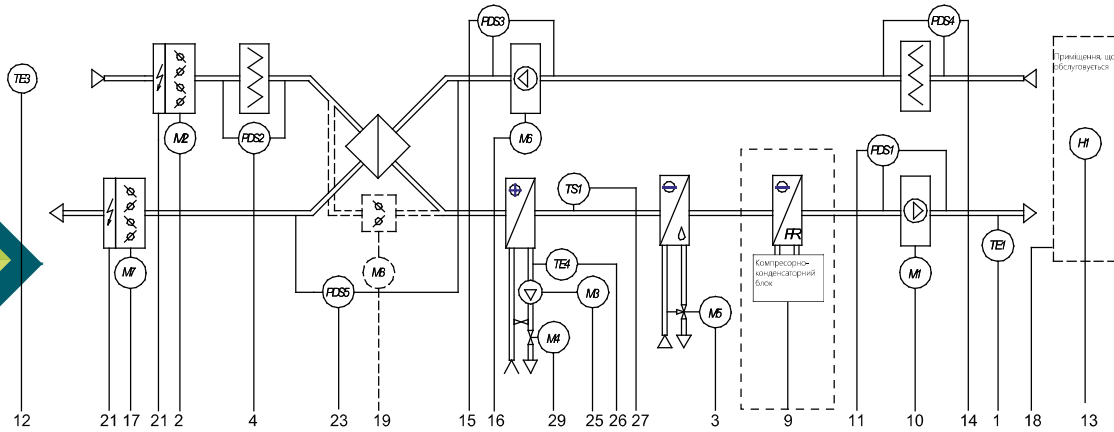 PDS3
PDS4
Приміщення, що
обслуговується
TE3
M2
PDS2
M6
H1
PDS1
TS1
PR
TE1
M7
M8
PDS5
TE4
M3
M4
M5
Компресорно-
конденсаторний
блок
M1
12
21
17
21
2
4
23
19
15
16
29
25
26
27
3
9
11
10
14
1
18
13